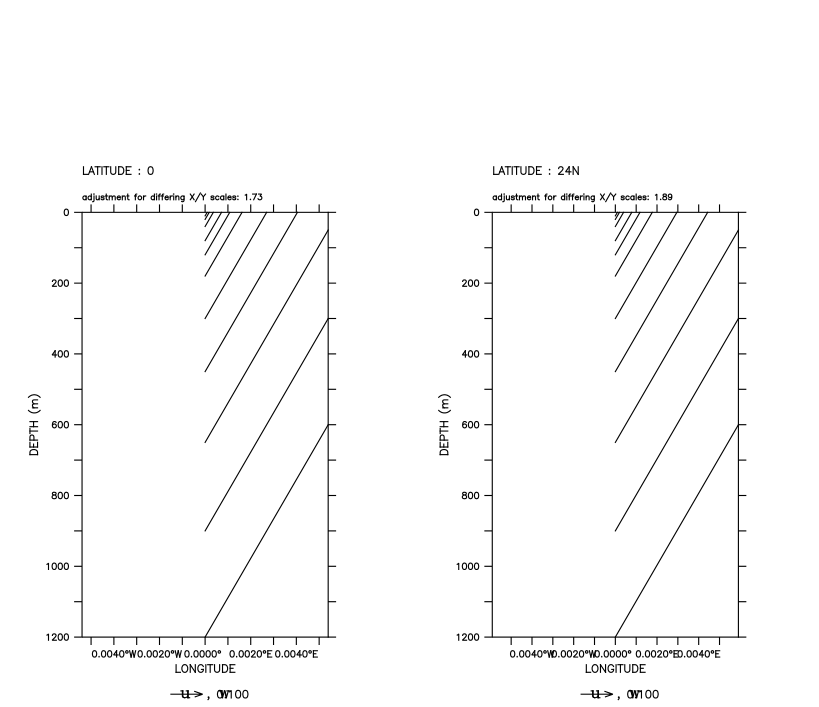 LATITUDE : 0
adjustment for differing X/Y scales: 1.73
0
200
400
600
800
1000
1200
DEPTH (m)
0.0040°W 0.0020°W 0.0000° 0.0020°E 0.0040°E
LONGITUDE
u , 100
LATITUDE : 24N
adjustment for differing X/Y scales: 1.89
0
200
400
600
800
1000
1200
DEPTH (m)
0.0040°W 0.0020°W 0.0000° 0.0020°E 0.0040°E
LONGITUDE
u , 100